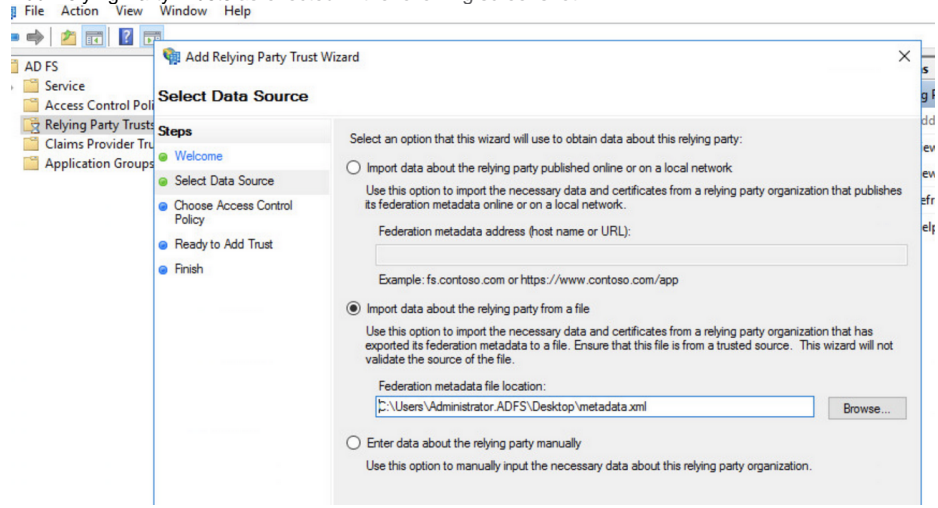 File Action View Window Help
Add Relying Party Trust Wizard
AD FS
Service
Access Control Poli
Relying Party Trusts
Claims Provider Tru
Application Groups
Select Data Source
Steps
Welcome
Select Data Source
Choose Access Control
Policy
Ready to Add Trust
Finish
Select an option that this wizard will use to obtain data about this relying party:
Import data about the relying party published online or on a local network
Use this option to import the necessary data and certificates from a relying party organization that publishes
its federation metadata online or on a local network.
Federation metadata address (host name or URL):
Example: fs.contoso.com or https://www.contoso.com/app
Import data about the relying party from a file
Use this option to import the necessary data and certificates from a relying party organization that has
exported its federation metadata to a file. Ensure that this file is from a trusted source. This wizard will not
validate the source of the file.
Federation metadata file location:
C:\Users\Administrator.ADFS\Desktop\metadata.xml
Browse...
Enter data about the relying party manually
Use this option to manually input the necessary data about this relying party organization.